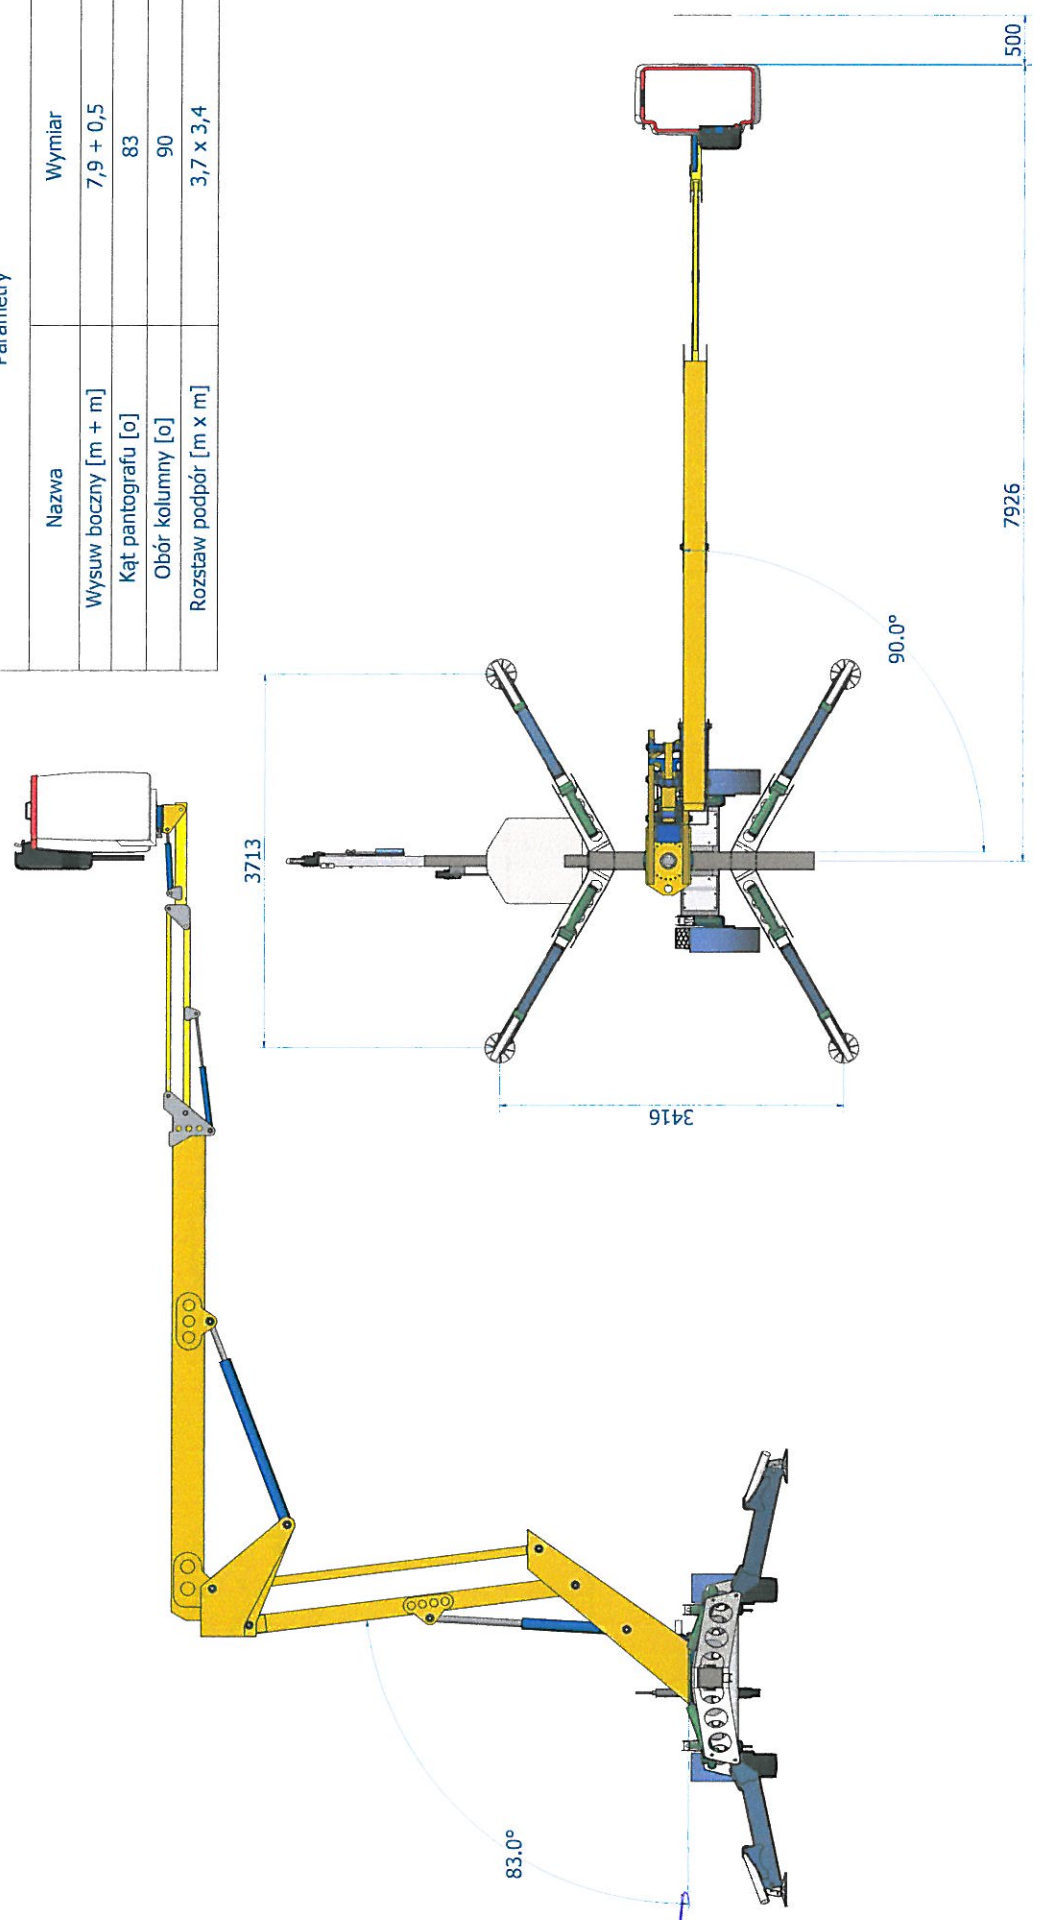 Parametry
Nazwa Wymiar
Wysuw boczny [m + m] 7,9 + 0,5
Kąt pantografu [o] 83
Obór kolumny [o] 90
Rozstaw podpór [m x m] 3,7 x 3,4
500
7926
90.0°
3713
3416
83.0°